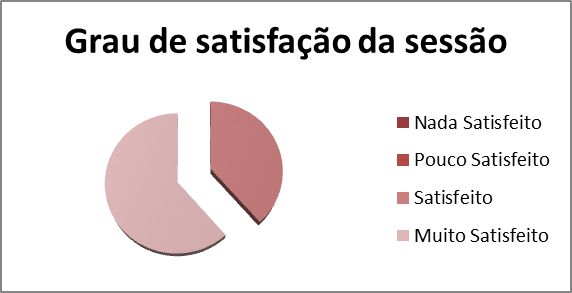 Grau de satisfação da sessão
Nada Satisfeito
Pouco Satisfeito
Satisfeito
Muito Satisfeito